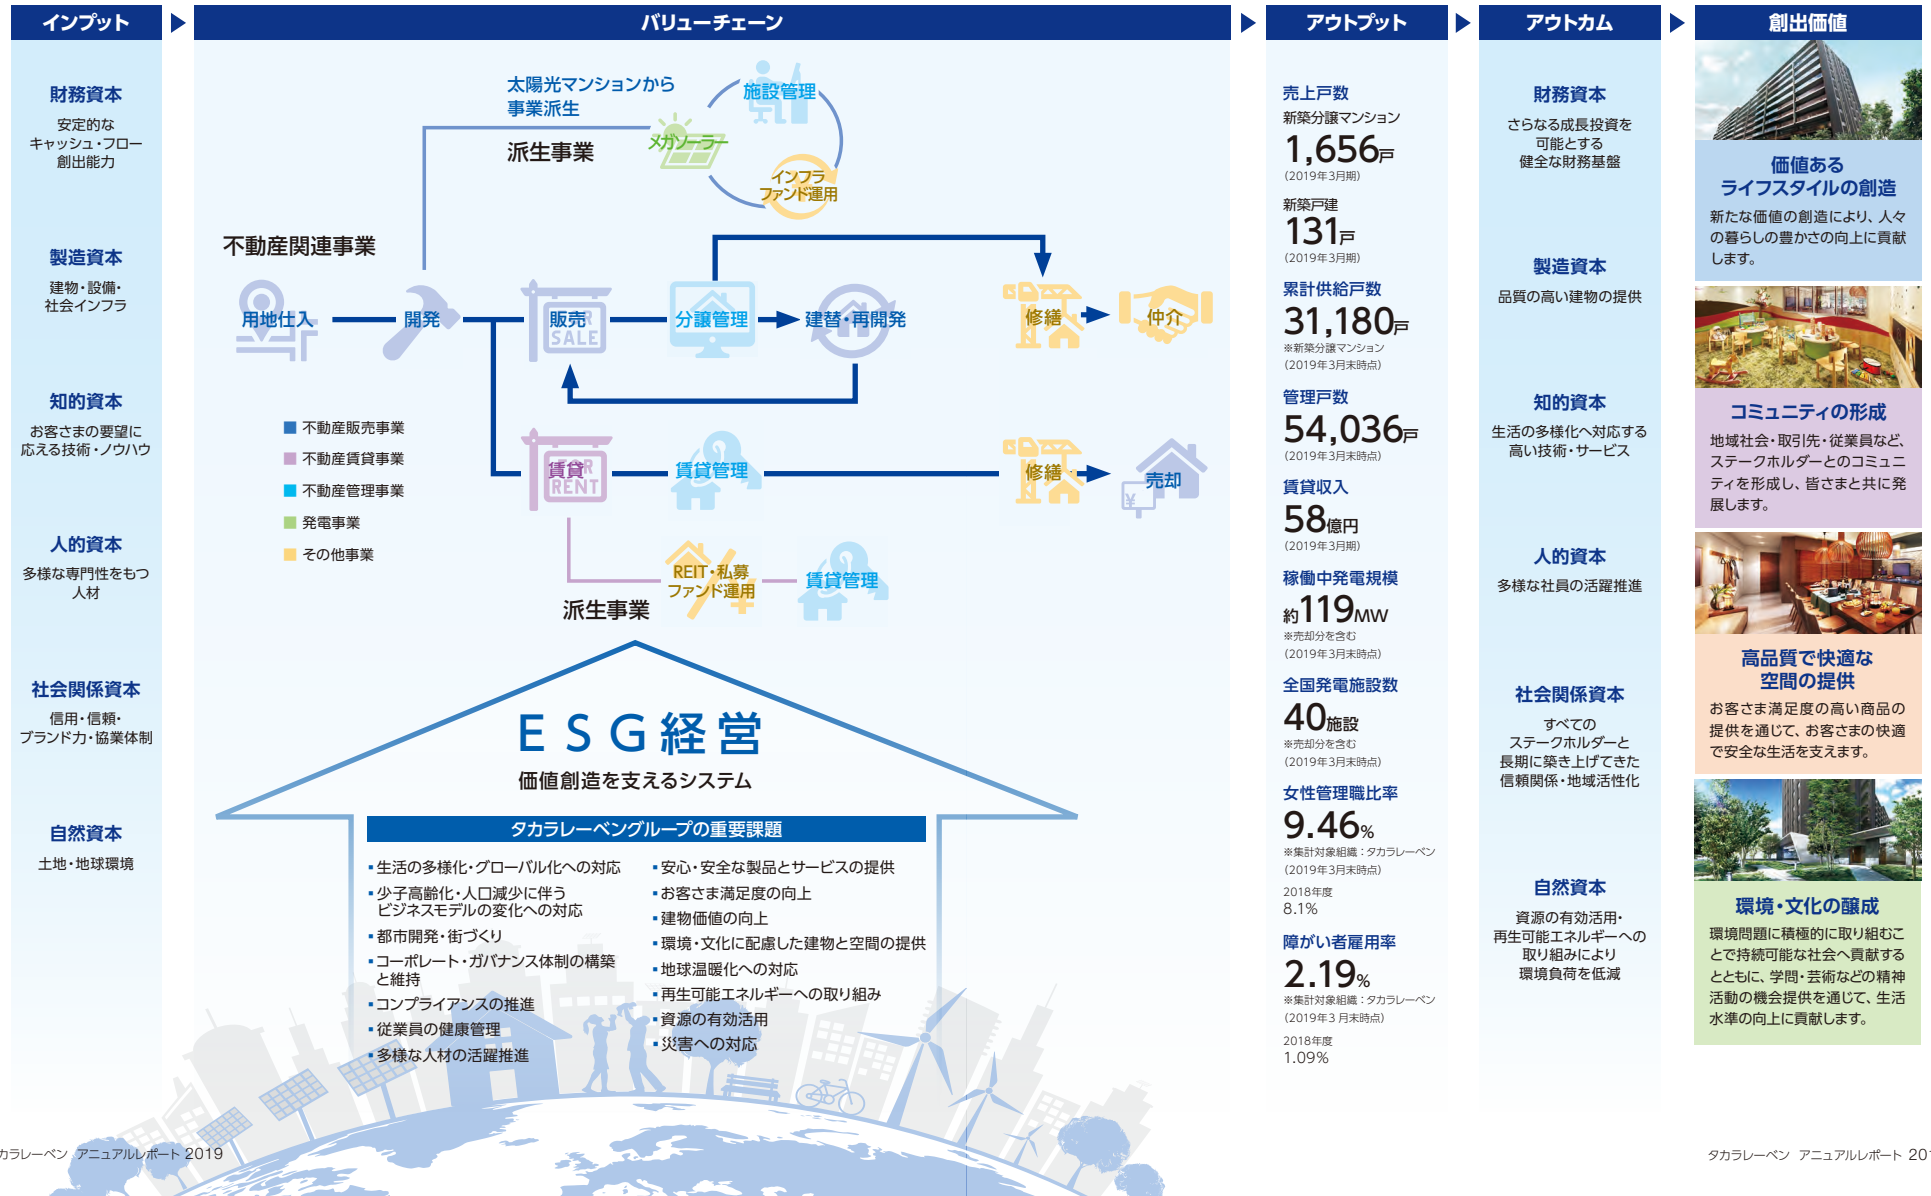 インプット
財務資本
安定的な
キャッシュ・フロー
創出能力
製造資本
建物・設備・
社会インフラ
知的資本
お客さまの要望に
応える技術・ノウハウ
人的資本
多様な専門性をもつ
人材
社会関係資本
信用・信頼・
ブランド力・協業体制
自然資本
土地・地球環境
バリューチェーン
太陽光マンションから
事業派生
派生事業
施設管理
メガソーラー
インフラ
ファンド運用
不動産関連事業
用地仕入
開発
販売
FOR
SALE
分譲管理
建替・再開発
修繕
仲介
不動産販売事業
不動産賃貸事業
不動産管理事業
発電事業
その他事業
賃貸
FOR
RENT
賃貸管理
修繕
売却
¥
REIT・私募
ファンド運用
賃貸管理
派生事業
ESG経営
価値創造を支えるシステム
タカラレーベングループの重要課題
▪生活の多様化・グローバル化への対応
▪少子高齢化・人口減少に伴う
ビジネスモデルの変化への対応
▪都市開発・街づくり
▪コーポレート・ガバナンス体制の構築
と維持
▪コンプライアンスの推進
▪従業員の健康管理
▪多様な人材の活躍推進
▪安心・安全な製品とサービスの提供
▪お客さま満足度の向上
▪建物価値の向上
▪環境・文化に配慮した建物と空間の提供
▪地球温暖化への対応
▪再生可能エネルギーへの取り組み
▪資源の有効活用
▪災害への対応
アウトプット
売上戸数
新築分譲マンション
1,656戸
(2019年3月期)
新築戸建
131戸
(2019年3月期)
累計供給戸数
31,180戸
※新築分譲マンション
(2019年3月末時点)
管理戸数
54,036戸
(2019年3月末時点)
賃貸収入
58億円
(2019年3月期)
稼働中発電規模
約119MW
※売却分を含む
(2019年3月末時点)
全国発電施設数
40施設
※売却分を含む
(2019年3月末時点)
女性管理職比率
9.46%
※集計対象組織：タカラレーベン
(2019年3月末時点)
2018年度
8.1%
障がい者雇用率
2.19%
※集計対象組織：タカラレーベン
(2019年3月末時点)
2018年度
1.09%
アウトカム
財務資本
さらなる成長投資を
可能とする
健全な財務基盤
製造資本
品質の高い建物の提供
知的資本
生活の多様化へ対応する
高い技術・サービス
人的資本
多様な社員の活躍推進
社会関係資本
すべての
ステークホルダーと
長期に築き上げてきた
信頼関係・地域活性化
自然資本
資源の有効活用・
再生可能エネルギーへの
取り組みにより
環境負荷を低減
創出価値
価値ある
ライフスタイルの創造
新たな価値の創造により、人々
の暮らしの豊かさの向上に貢献
します。
コミュニティの形成
地域社会・取引先・従業員など、
ステークホルダーとのコミュニ
ティを形成し、皆さまと共に発
展します。
高品質で快適な
空間の提供
お客さま満足度の高い商品の
提供を通じて、お客さまの快適
で安全な生活を支えます。
環境・文化の醸成
環境問題に積極的に取り組むこ
とで持続可能な社会へ貢献する
とともに、学問・芸術などの精神
活動の機会提供を通じて、生活
水準の向上に貢献します。
カラレーベン アニュアルレポート 2019
タカラレーベン アニュアルレポート 201